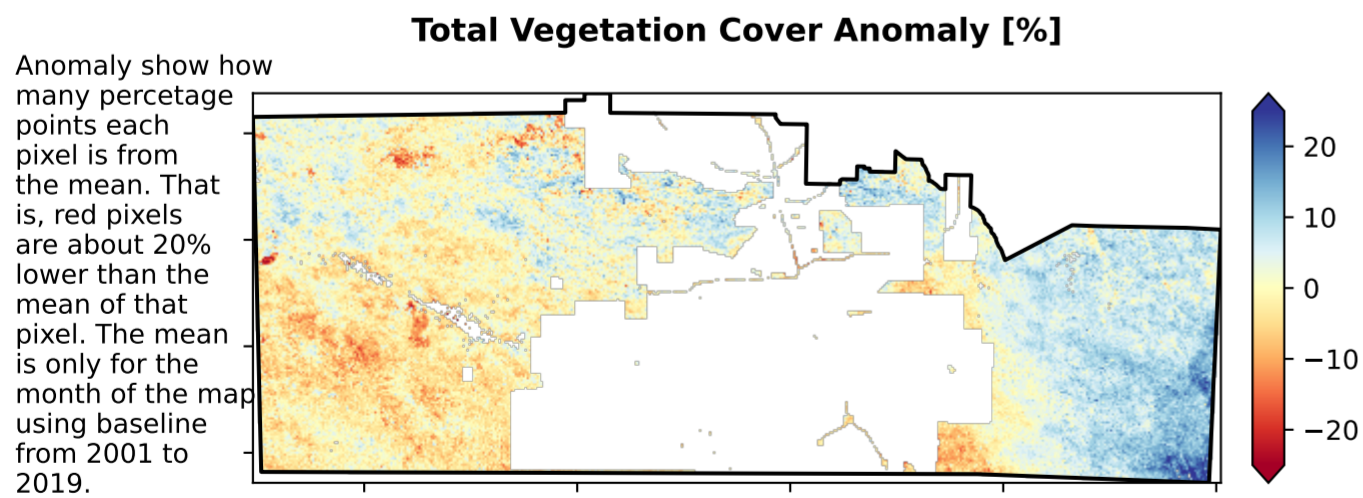 Total Vegetation Cover Anomaly [%]
Anomaly show how
many percetage
points each
pixel is from
the mean. That
is, red pixels
are about 20%
lower than the
mean of that
pixel. The mean
is only for the
month of the map
using baseline
from 2001 to
2019.
20
10
0
−10
−20